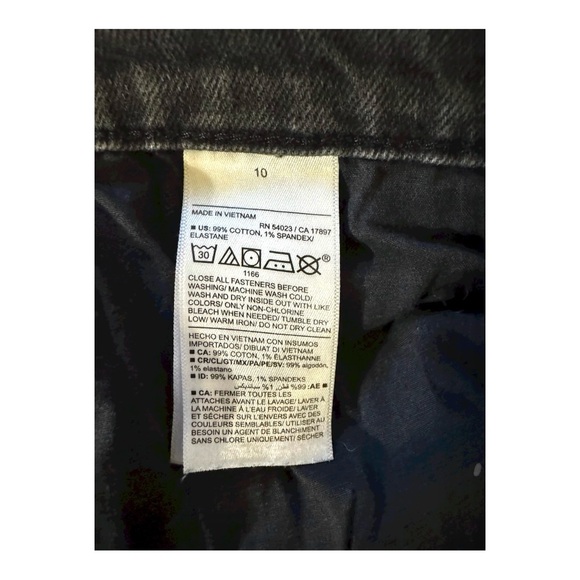 10
MADE IN VIETNAM RN 54023 / CA 17897
■ US: 99% COTTON, 1% SPANDEX/
ELASTANE
30 ®
1166
CLOSE ALL FASTENERS BEFORE
WASHING/ MACHINE WASH COLD/
WASH AND DRY INSIDE OUT WITH LIKE
COLORS/ ONLY NON-CHLORINE
BLEACH WHEN NEEDED/ TUMBLE DRY
LOW/ WARM IRON/ DO NOT DRY CLEAN
HECHO EN VIETNAM CON INSUMOS
IMPORTADOS/ DIBUAT DI VIETNAM
■ CA: 99% COTON, 1% ÉLASTHANNE
■ CR/CL/GT/MX/PA/PE/SV: 99% algodón,
1% elastano
■ ID: 99% KAPAS, 1% SPANDEKS
■ AE: 99% قطن, 1% سباندكس
■ CA: FERMER TOUTES LES
ATTACHES AVANT LE LAVAGE/ LAVER À
LA MACHINE À L'EAU FROIDE/ LAVER
ET SÉCHER SUR L'ENVERS AVEC DES
COULEURS SEMBLABLES/ UTILISER AU
BESOIN UN AGENT DE BLANCHIMENT
SANS CHLORE UNIQUEMENT/ SÉCHER